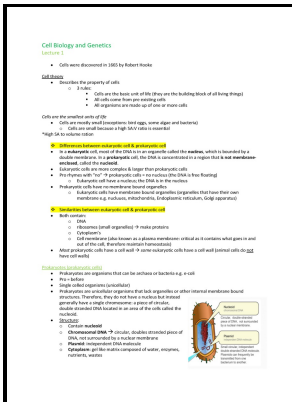 Cell Biology and Genetics
Lecture 1
• Cells were discovered in 1665 by Robert Hooke
Cell theory
• Describes the property of cells
o 3 rules:
▪ Cells are the basic unit of life (they are the building block of all living things)
▪ All cells come from pre existing cells
▪ All organisms are made up of one or more cells
Cells are the smallest units of life
• Cells are mostly small (exceptions: bird eggs, some algae and bacteria)
o Cells are small because a high SA:V ratio is essential
*High SA to volume ration
❖ Differences between eukaryotic cell & prokaryotic cell
• In a eukaryotic cell, most of the DNA is in an organelle called the nucleus, which is bounded by a
double membrane. In a prokaryotic cell, the DNA is concentrated in a region that is not membrane-
enclosed, called the nucleoid.
• Eukaryotic cells are more complex & larger than prokaryotic cells
• Pro rhymes with "no" → prokaryotic cells = no nucleus (the DNA is free floating)
o Eukaryotic cell have a nucleus; the DNA is in the nucleus
• Prokaryotic cells have no membrane bound organelles
o Eukaryotic cells have membrane bound organelles (organelles that have their own
membrane e.g. nucleus, mitochondria, Endoplasmic reticulum, Golgi apparatus)
❖ Similarities between eukaryotic cell & prokaryotic cell
• Both contain:
o DNA
o ribosomes (small organelles) → make proteins
o Cytoplasm's
o Cell membrane (also known as plasma membrane: critical as it contains what goes in and
out of the cell, therefore maintain homeostasis)
• Most prokaryotic cells have a cell wall → some eukaryotic cells have a cell wall (animal cells do not
have cell walls)
Prokaryotes (prokaryotic cells)
• Prokaryotes are organisms that can be archaea or bacteria e.g. e-coli
• Pro = before
• Single celled organisms (unicellular)
• Prokaryotes are unicellular organisms that lack organelles or other internal membrane bound
structures. Therefore, they do not have a nucleus but instead
generally have a single chromosome: a piece of circular,
double stranded DNA located in an area of the cells called the
nucleoid.
• Structure:
o Contain nucleoid
o Chromosomal DNA → circular, doubles stranded piece of
DNA, not surrounded by a nuclear membrane
o Plasmid: independent DNA molecule
o Cytoplasm: gel like matrix composed of water, enzymes,
nutrients, wastes
Nucleoid
Plasmid